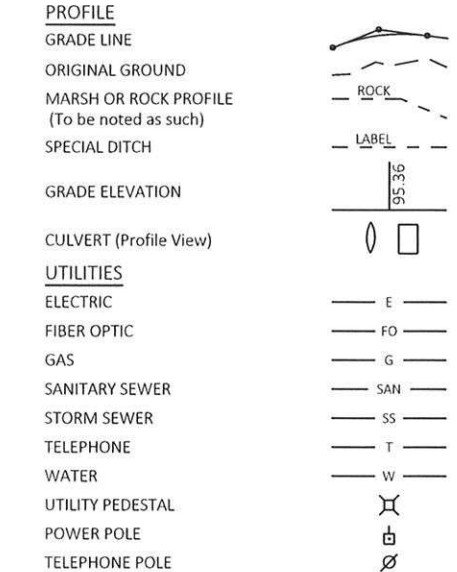 PROFILE
GRADE LINE
ORIGINAL GROUND
MARSH OR ROCK PROFILE ROCK
(To be noted as such)
SPECIAL DITCH LABEL
GRADE ELEVATION 95.36
CULVERT (Profile View)
UTILITIES
ELECTRIC E
FIBER OPTIC FO
GAS G
SANITARY SEWER SAN
STORM SEWER SS
TELEPHONE T
WATER W
UTILITY PEDESTAL
POWER POLE
TELEPHONE POLE